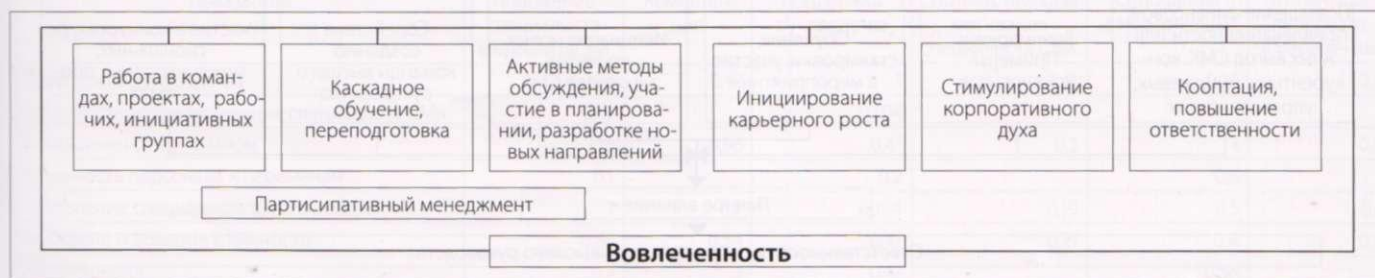 Работа в коман-
дах, проектах, рабо-
чих, инициативных
группах
Каскадное
обучение,
переподготовка
Активные методы
обсуждения, уча-
стие в планирова-
нии, разработке но-
вых направлений
Инициирование
карьерного роста
Стимулирование
корпоративного
духа
Кооптация,
повышение
ответственности
Партисипативный менеджмент
Вовлеченность